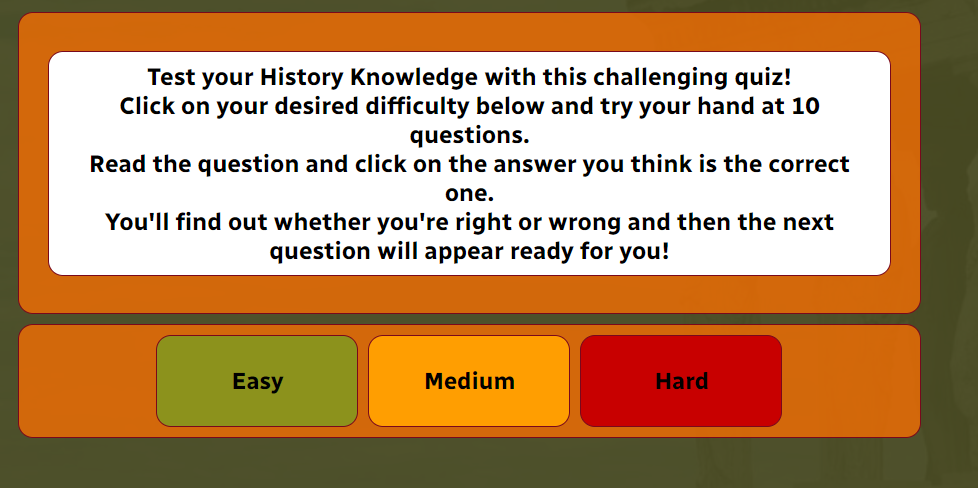 Test your History Knowledge with this challenging quiz!
Click on your desired difficulty below and try your hand at 10
questions.
Read the question and click on the answer you think is the correct
one.
You'll find out whether you're right or wrong and then the next
question will appear ready for you!
Easy
Medium
Hard